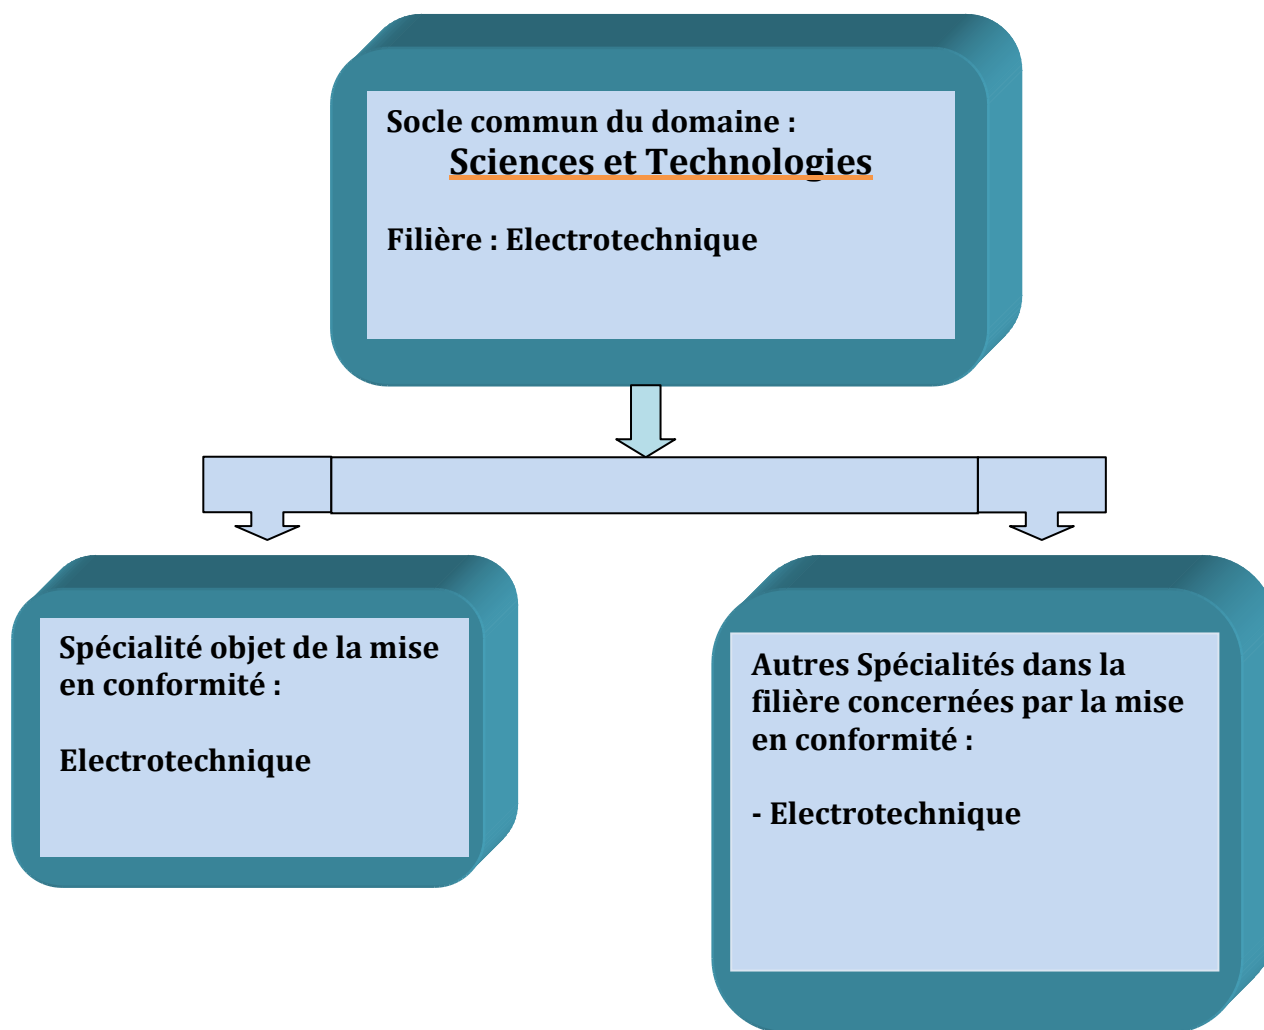 Socle commun du domaine :
Sciences et Technologies
Filière : Electrotechnique
Spécialité objet de la mise
en conformité :
Electrotechnique
Autres Spécialités dans la
filière concernées par la mise
en conformité :
- Electrotechnique